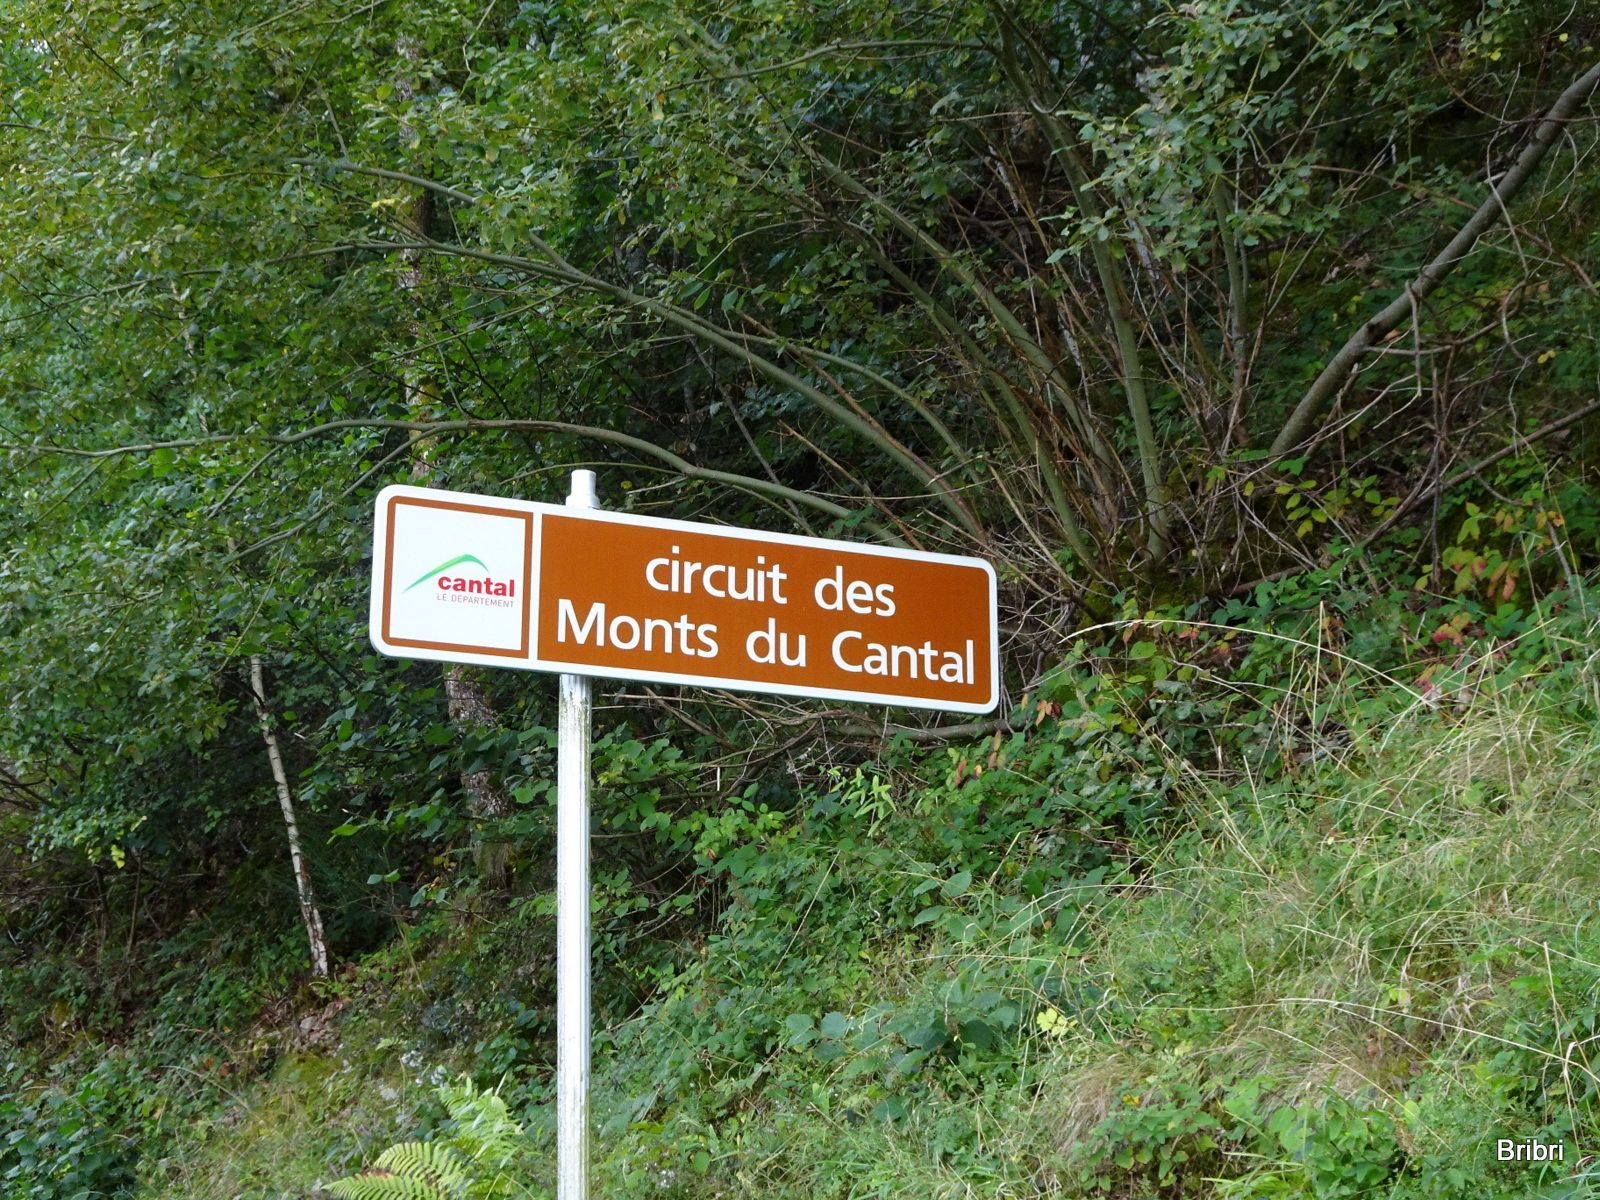 cantal
LE DÉPARTEMENT
circuit des
Monts du Cantal
Bribri